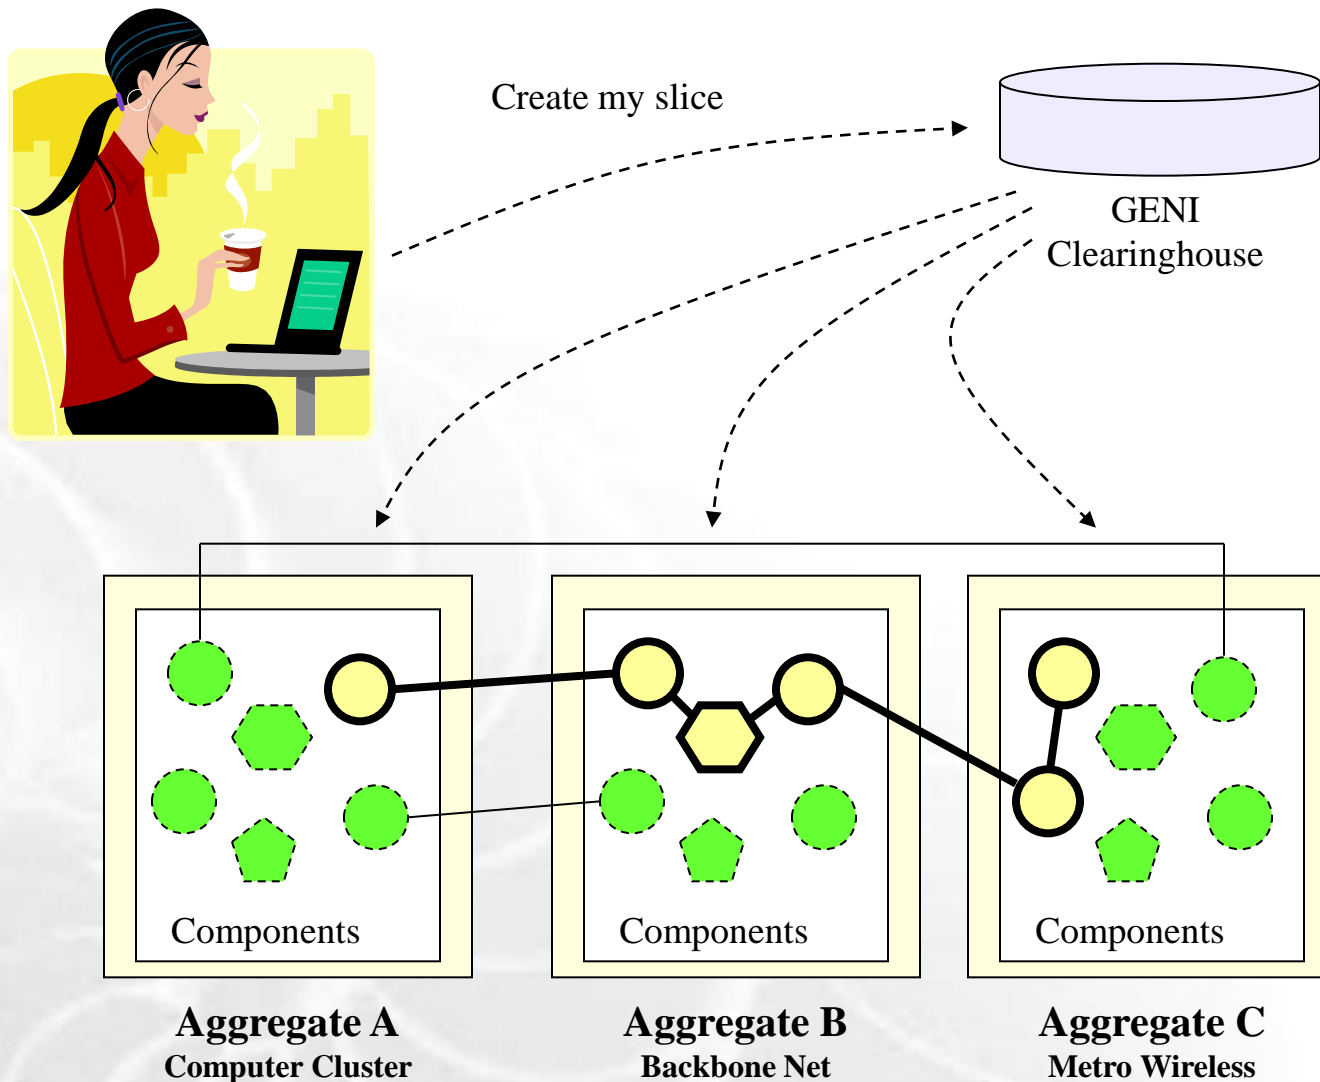 Create my slice
GENI
Clearinghouse
Components
Components
Components
Aggregate A
Computer Cluster
Aggregate B
Backbone Net
Aggregate C
Metro Wireless